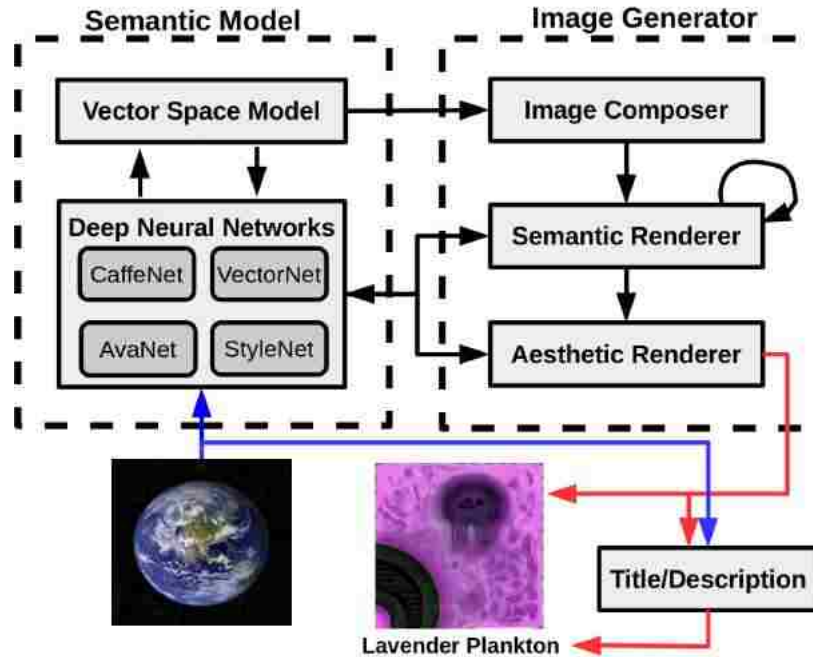 Semantic Model
Image Generator
Vector Space Model
Image Composer
Deep Neural Networks
CaffeNet
VectorNet
AvaNet
StyleNet
Semantic Renderer
Aesthetic Renderer
Title/Description
Lavender Plankton